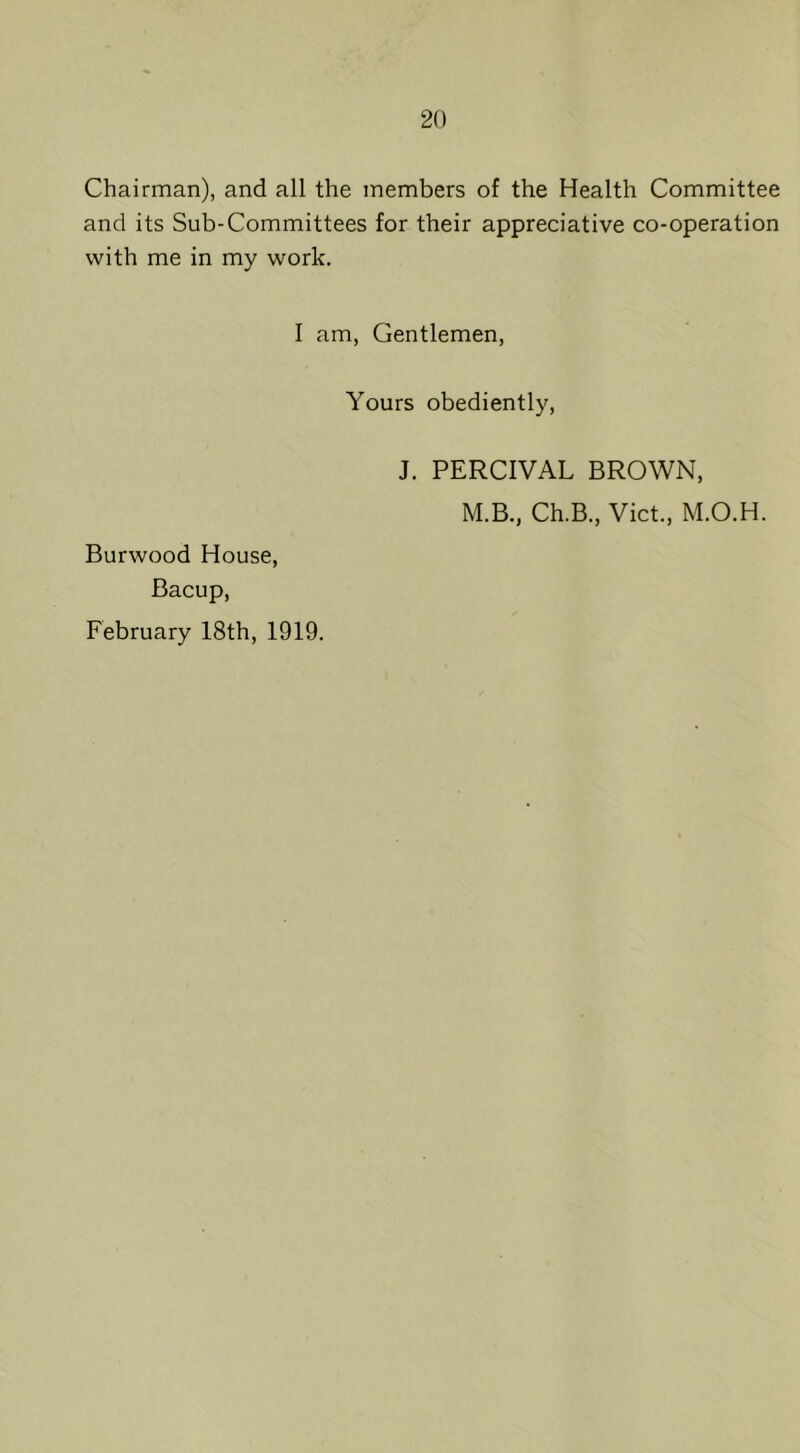 20
Chairman), and all the members of the Health Committee
and its Sub-Committees for their appreciative co-operation
with me in my work.
I am, Gentlemen,
Yours obediently,
J. PERCIVAL BROWN,
M.B., Ch.B., Vict., M.O.H.
Burwood House,
Bacup,
February 18th, 1919.